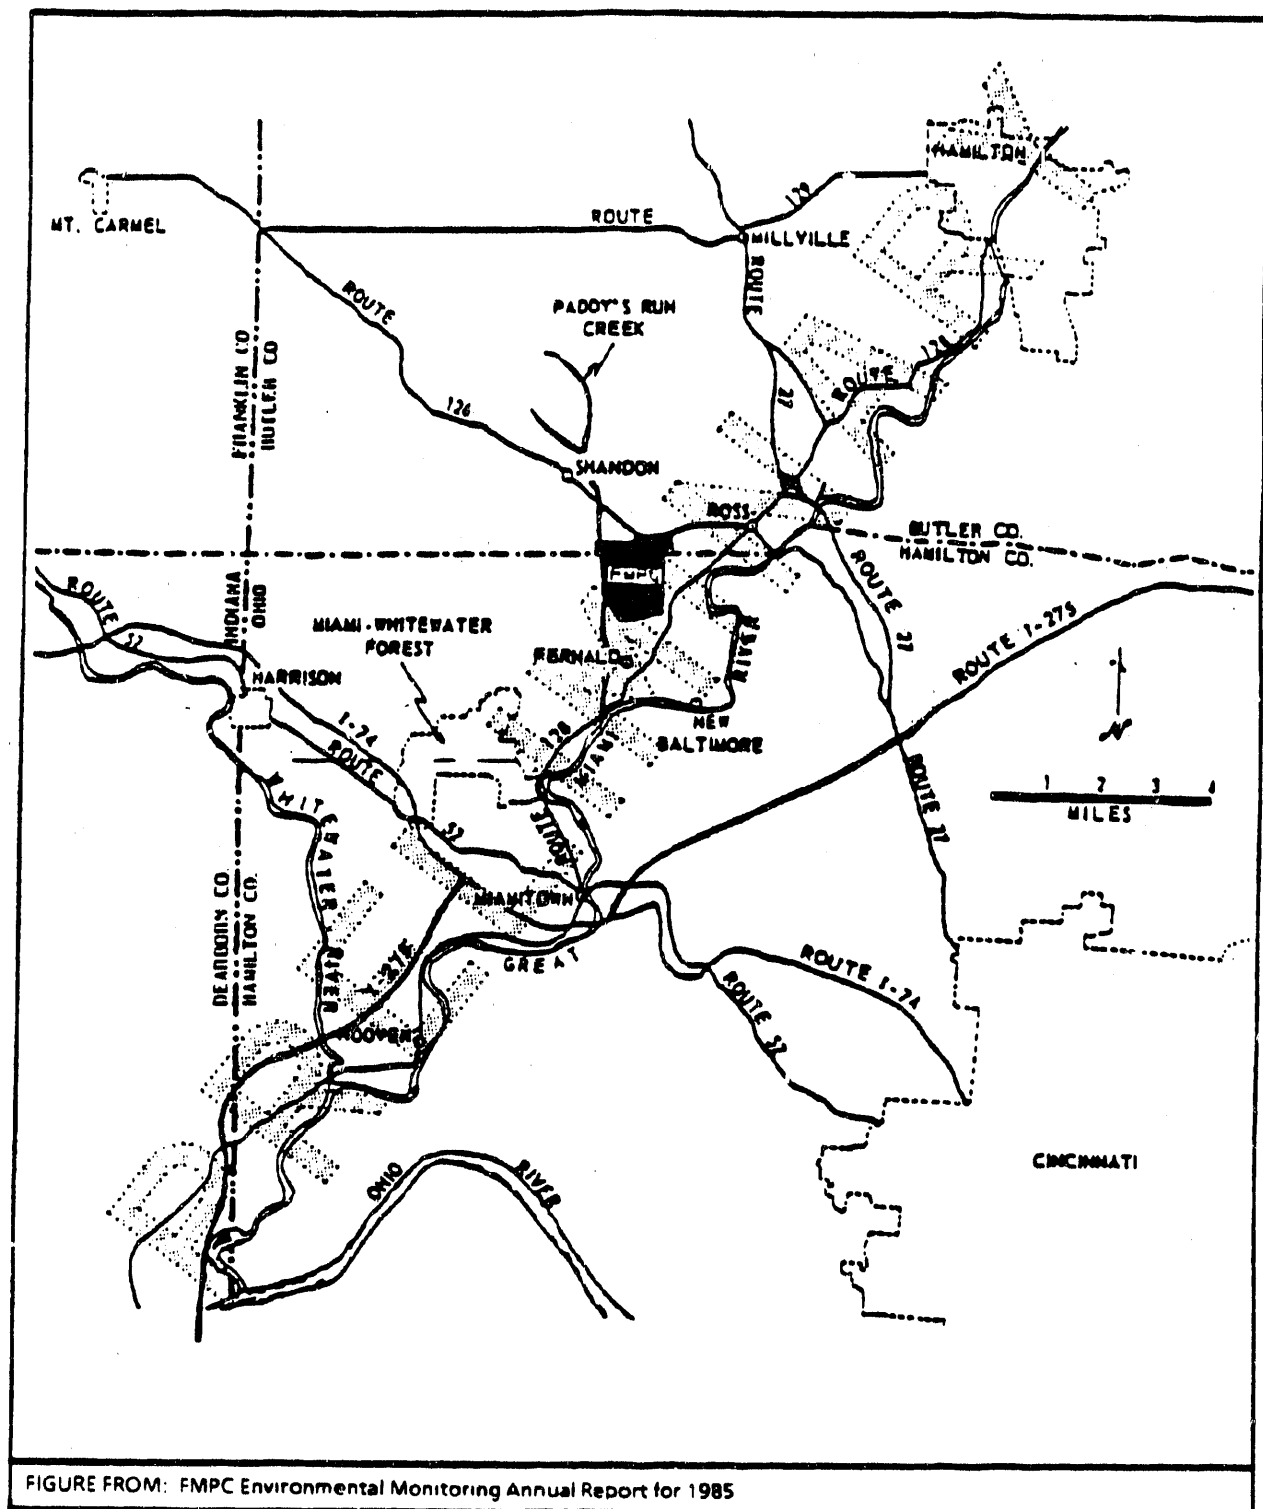 HAMILTON
129
ROUTE
MT. CARMEL
MILLVILLE
ROUTE
ROUTE
PADDY'S RUN
CREEK
128
ROUTE
27
FRANKLIN CO
BUTLER CO
126
SHANDON
ROSS
BUTLER CO.
HAMILTON CO.
FMPC
ROUTE
27
ROUTE I-275
ROUTE
52
INDIANA
OHIO
MIAMI-WHITEWATER
FOREST
FERNALD
RIVER
HARRISON
I-74
ROUTE
128
MIAMI
NEW
BALTIMORE
N
1 2 3 4
MILES
WHITEWATER RIVER
52
ROUTE
ROUTE 27
MIAMITOWN
GREAT
DEARBORN CO.
HAMILTON CO.
ROUTE I-74
ROUTE 52
HOOVEN
OHIO
RIVER
CINCINNATI
FIGURE FROM: FMPC Environmental Monitoring Annual Report for 1985